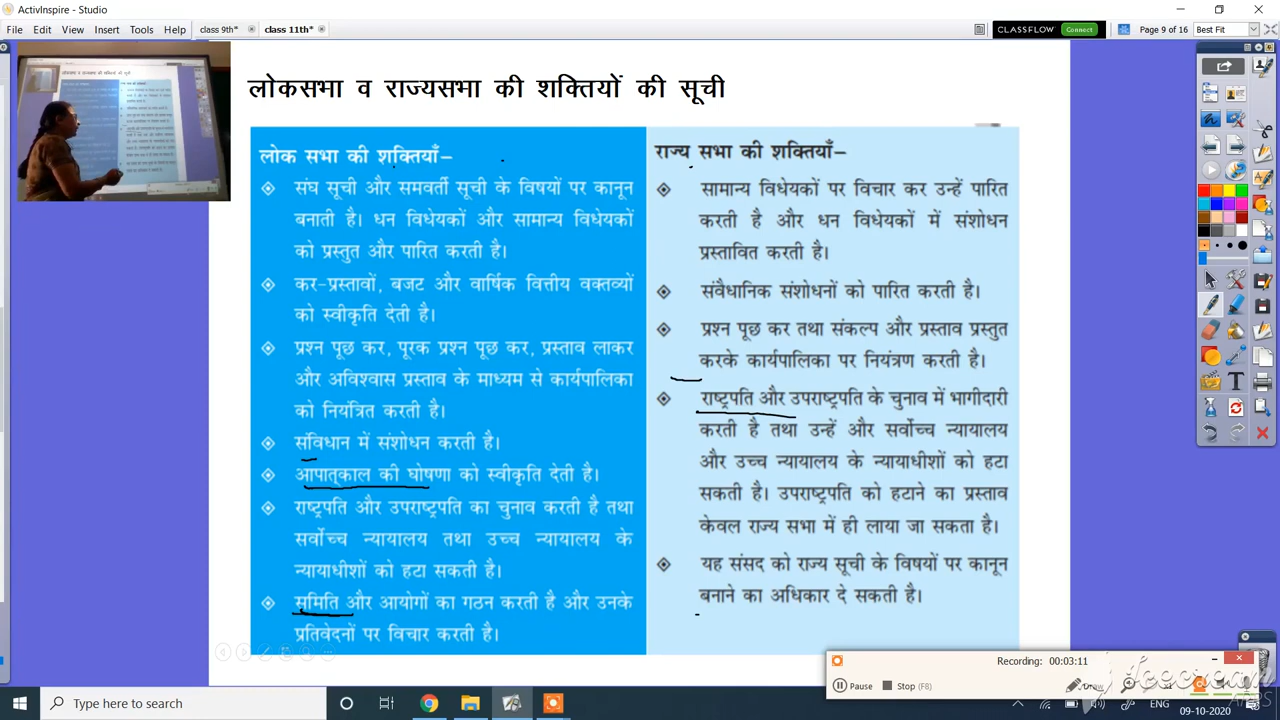 ActivInspire - Studio
File Edit View Insert Tools Help class 9th* class 11th* CLASSFLOW Connect Page 9 of 16 Best Fit
लोकसभा व राज्यसभा की शक्तियों की सूची
लोक सभा की शक्तियाँ–
संघ सूची और समवर्ती सूची के विषयों पर कानून
बनाती है। धन विधेयकों और सामान्य विधेयकों
को प्रस्तुत और पारित करती है।
कर-प्रस्तावों, बजट और वार्षिक वित्तीय वक्तव्यों
को स्वीकृति देती है।
प्रश्न पूछ कर, पूरक प्रश्न पूछ कर, प्रस्ताव लाकर
और अविश्वास प्रस्ताव के माध्यम से कार्यपालिका
को नियंत्रित करती है।
संविधान में संशोधन करती है।
आपात्काल की घोषणा को स्वीकृति देती है।
राष्ट्रपति और उपराष्ट्रपति का चुनाव करती है तथा
सर्वोच्च न्यायालय तथा उच्च न्यायालय के
न्यायाधीशों को हटा सकती है।
समिति और आयोगों का गठन करती है और उनके
प्रतिवेदनों पर विचार करती है।
राज्य सभा की शक्तियाँ–
सामान्य विधेयकों पर विचार कर उन्हें पारित
करती है और धन विधेयकों में संशोधन
प्रस्तावित करती है।
संवैधानिक संशोधनों को पारित करती है।
प्रश्न पूछ कर तथा संकल्प और प्रस्ताव प्रस्तुत
करके कार्यपालिका पर नियंत्रण करती है।
राष्ट्रपति और उपराष्ट्रपति के चुनाव में भागीदारी
करती है तथा उन्हें और सर्वोच्च न्यायालय
और उच्च न्यायालय के न्यायाधीशों को हटा
सकती है। उपराष्ट्रपति को हटाने का प्रस्ताव
केवल राज्य सभा में ही लाया जा सकता है।
यह संसद को राज्य सूची के विषयों पर कानून
बनाने का अधिकार दे सकती है।
Recording: 00:03:11
Pause Stop (F8) Draw
Type here to search
09-10-2020